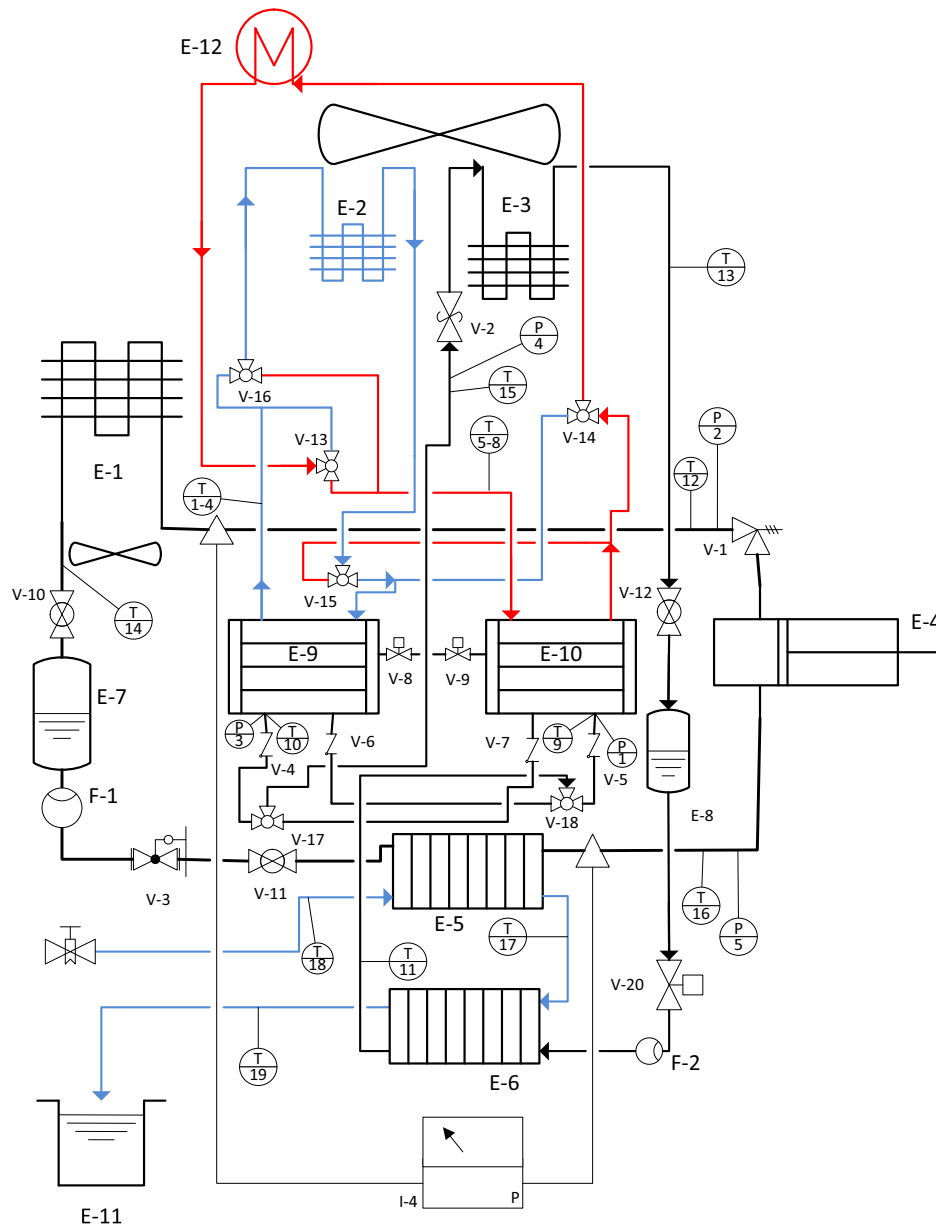 E-12
E-2
E-3
T
13
V-2
P
4
T
15
V-16
V-14
P
2
V-13
T
5-8
E-1
T
12
T
1-4
V-1
V-10
T
14
V-15
V-12
E-4
E-9
E-10
V-8
V-9
E-7
P
3
T
10
V-6
V-7
T
9
P
1
V-4
V-5
F-1
V-18
E-8
V-17
V-3
V-11
T
16
E-5
T
17
P
5
T
18
T
11
V-20
T
19
E-6
F-2
I-4
P
E-11